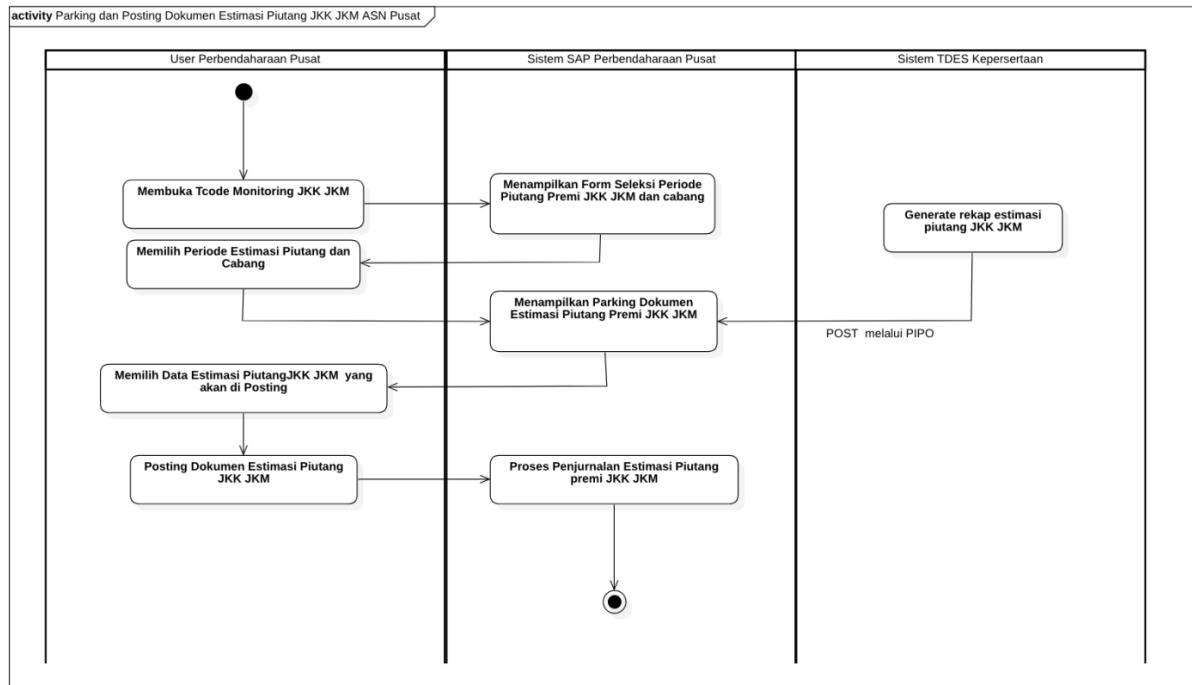 activity Parking dan Posting Dokumen Estimasi Piutang JKK JKM ASN Pusat
User Perbendaharaan Pusat
Sistem SAP Perbendaharaan Pusat
Sistem TDES Kepersertaan
Membuka Tcode Monitoring JKK JKM
Menampilkan Form Seleksi Periode
Piutang Premi JKK JKM dan cabang
Generate rekap estimasi
piutang JKK JKM
Memilih Periode Estimasi Piutang dan
Cabang
Menampilkan Parking Dokumen
Estimasi Piutang Premi JKK JKM
POST melalui PIPO
Memilih Data Estimasi PiutangJKK JKM yang
akan di Posting
Posting Dokumen Estimasi Piutang
JKK JKM
Proses Penjurnalan Estimasi Piutang
premi JKK JKM